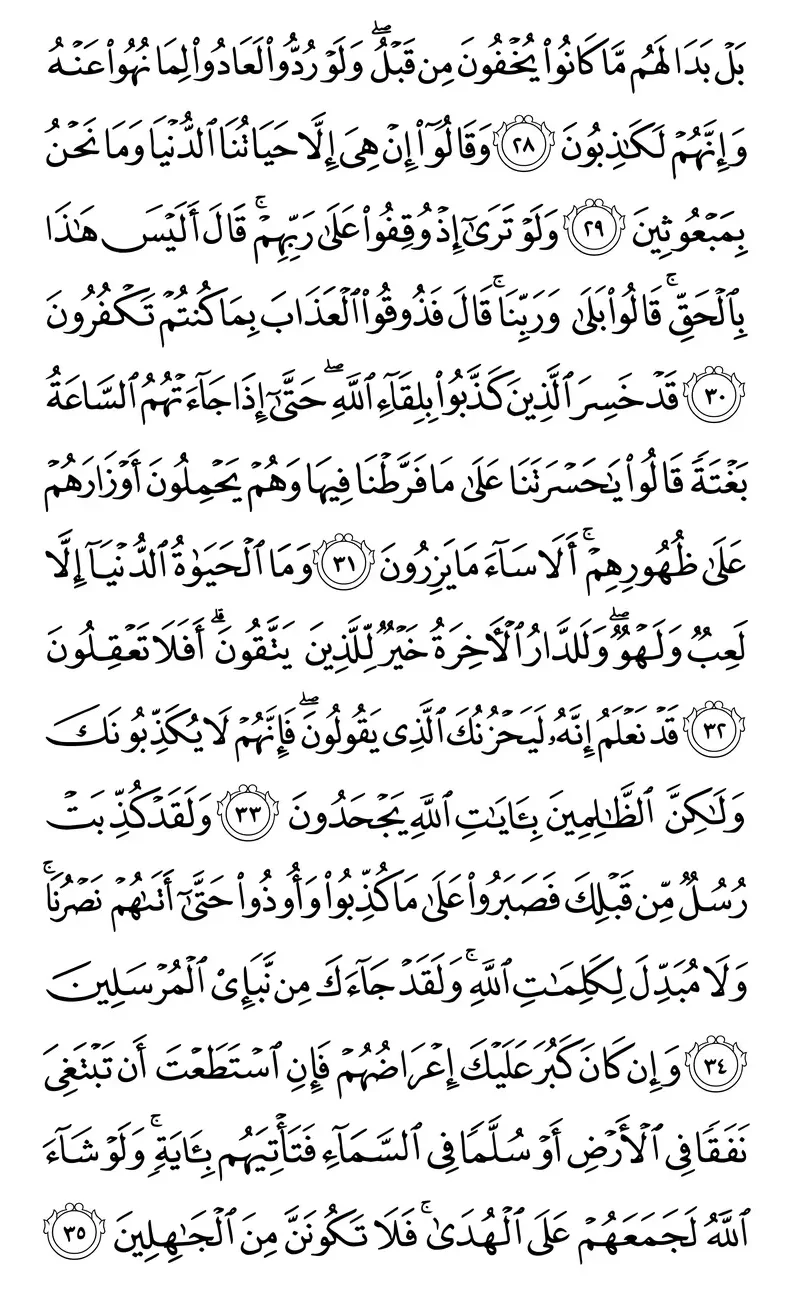 بَلۡ بَدَا لَهُم مَّا كَانُواْ يُخۡفُونَ مِن قَبۡلُۖ وَلَوۡ رُدُّواْ لَعَادُواْ لِمَا نُهُواْ عَنۡهُ
وَإِنَّهُمۡ لَكَٰذِبُونَ ٢٨ وَقَالُوٓاْ إِنۡ هِيَ إِلَّا حَيَاتُنَا ٱلدُّنۡيَا وَمَا نَحۡنُ
بِمَبۡعُوثِينَ ٢٩ وَلَوۡ تَرَىٰٓ إِذۡ وُقِفُواْ عَلَىٰ رَبِّهِمۡۚ قَالَ أَلَيۡسَ هَٰذَا
بِٱلۡحَقِّۚ قَالُواْ بَلَىٰ وَرَبِّنَاۚ قَالَ فَذُوقُواْ ٱلۡعَذَابَ بِمَا كُنتُمۡ تَكۡفُرُونَ
٣٠ قَدۡ خَسِرَ ٱلَّذِينَ كَذَّبُواْ بِلِقَآءِ ٱللَّهِۖ حَتَّىٰٓ إِذَا جَآءَتۡهُمُ ٱلسَّاعَةُ
بَغۡتَةٗ قَالُواْ يَٰحَسۡرَتَنَا عَلَىٰ مَا فَرَّطۡنَا فِيهَا وَهُمۡ يَحۡمِلُونَ أَوۡزَارَهُمۡ
عَلَىٰ ظُهُورِهِمۡۚ أَلَا سَآءَ مَا يَزِرُونَ ٣١ وَمَا ٱلۡحَيَوٰةُ ٱلدُّنۡيَآ إِلَّا
لَعِبٞ وَلَهۡوٞۖ وَلَلدَّارُ ٱلۡأٓخِرَةُ خَيۡرٞ لِّلَّذِينَ يَتَّقُونَۚ أَفَلَا تَعۡقِلُونَ
٣٢ قَدۡ نَعۡلَمُ إِنَّهُۥ لَيَحۡزُنُكَ ٱلَّذِي يَقُولُونَۖ فَإِنَّهُمۡ لَا يُكَذِّبُونَكَ
وَلَٰكِنَّ ٱلظَّٰلِمِينَ بِـَٔايَٰتِ ٱللَّهِ يَجۡحَدُونَ ٣٣ وَلَقَدۡ كُذِّبَتۡ
رُسُلٞ مِّن قَبۡلِكَ فَصَبَرُواْ عَلَىٰ مَا كُذِّبُواْ وَأُوذُواْ حَتَّىٰٓ أَتَىٰهُمۡ نَصۡرُنَاۚ
وَلَا مُبَدِّلَ لِكَلِمَٰتِ ٱللَّهِۚ وَلَقَدۡ جَآءَكَ مِن نَّبَإِيْ ٱلۡمُرۡسَلِينَ
٣٤ وَإِن كَانَ كَبُرَ عَلَيۡكَ إِعۡرَاضُهُمۡ فَإِنِ ٱسۡتَطَعۡتَ أَن تَبۡتَغِيَ
نَفَقٗا فِي ٱلۡأَرۡضِ أَوۡ سُلَّمٗا فِي ٱلسَّمَآءِ فَتَأۡتِيَهُم بِـَٔايَةٖۚ وَلَوۡ شَآءَ
ٱللَّهُ لَجَمَعَهُمۡ عَلَى ٱلۡهُدَىٰۚ فَلَا تَكُونَنَّ مِنَ ٱلۡجَٰهِلِينَ ٣٥